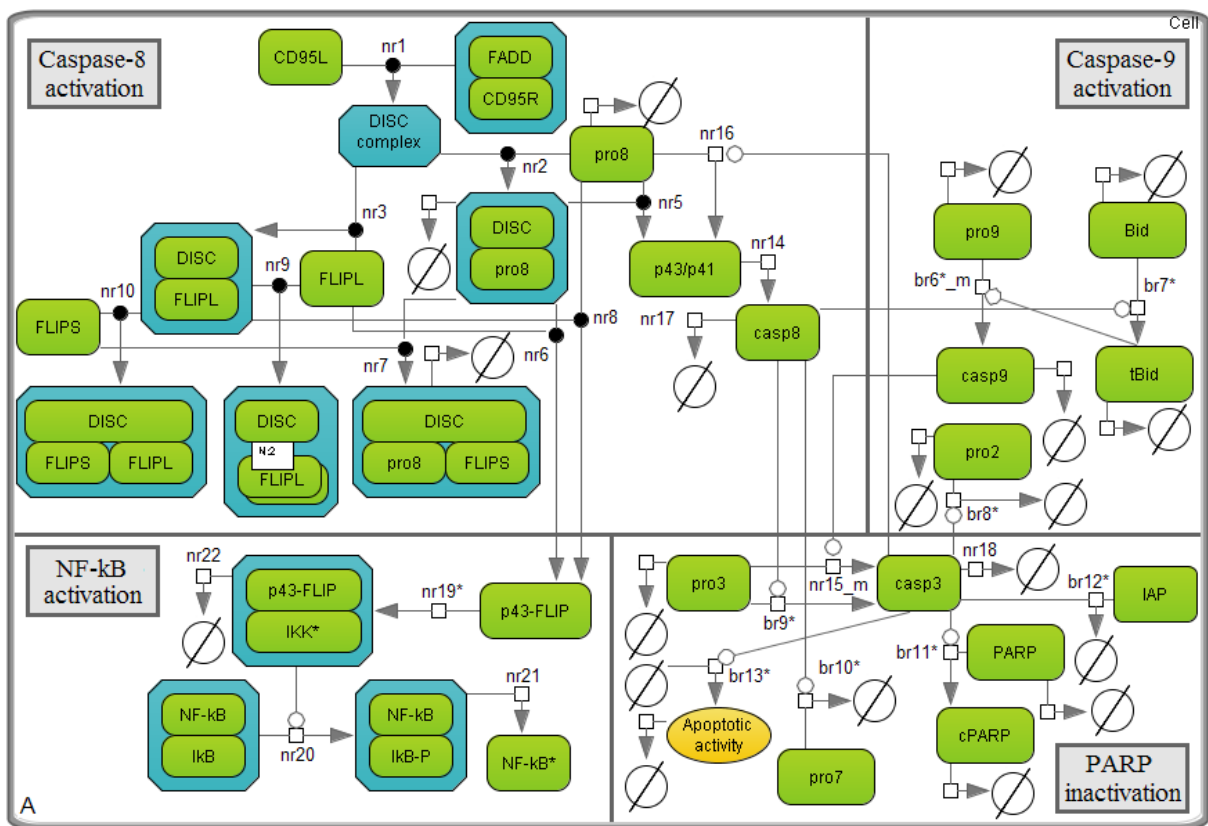 Cell
Caspase-8
activation
CD95L
nr1
FADD
CD95R
Caspase-9
activation
DISC
complex
pro8
nr16
nr2
nr3
nr5
DISC
pro8
pro9
Bid
DISC
FLIPL
nr9
FLIPL
p43/p41
nr14
br6*_m
br7*
nr10
FLIPS
nr8
nr17
casp8
nr7
nr6
casp9
tBid
DISC
FLIPS
FLIPL
DISC
N:2
FLIPL
DISC
pro8
FLIPS
pro2
br8*
NF-kB
activation
nr22
p43-FLIP
IKK*
nr19*
p43-FLIP
pro3
nr15_m
casp3
nr18
br12*
IAP
br9*
br11*
PARP
br13*
br10*
nr21
NF-kB
IkB
nr20
NF-kB
IkB-P
NF-kB*
Apoptotic
activity
pro7
cPARP
PARP
inactivation
A